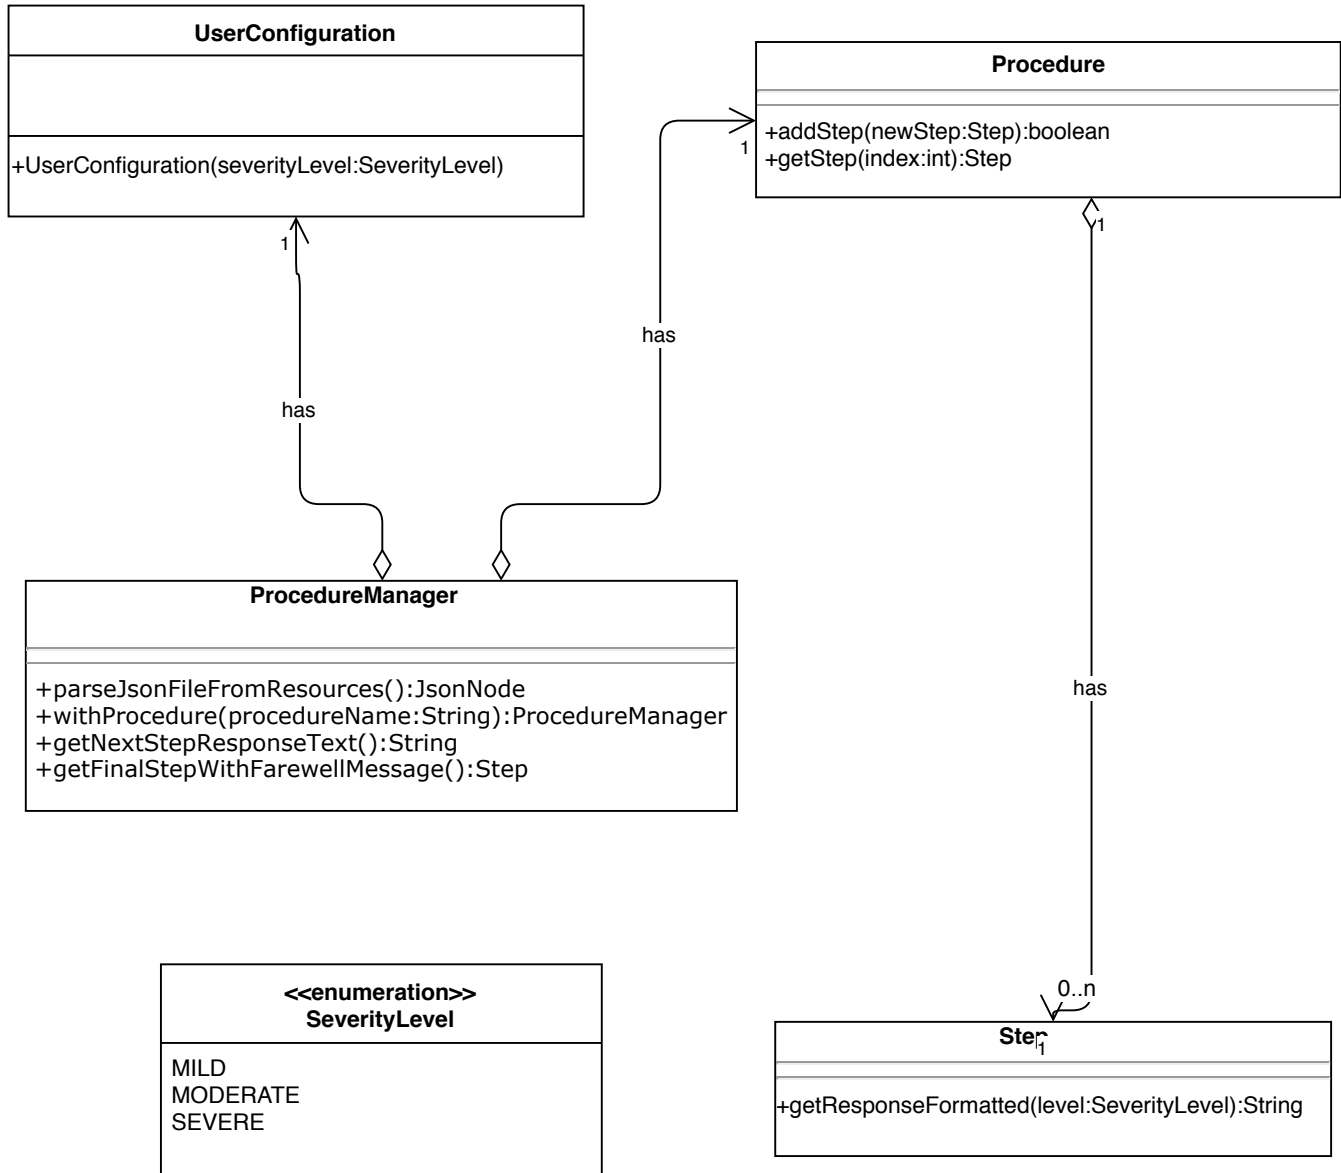 UserConfiguration
+UserConfiguration(severityLevel:SeverityLevel)
1
has
Procedure
+addStep(newStep:Step):boolean
+getStep(index:int):Step
1
1
has
ProcedureManager
+parseJsonFileFromResources():JsonNode
+withProcedure(procedureName:String):ProcedureManager
+getNextStepResponseText():String
+getFinalStepWithFarewellMessage():Step
has
0..n
<<enumeration>>
SeverityLevel
MILD
MODERATE
SEVERE
Step
1
+getResponseFormatted(level:SeverityLevel):String